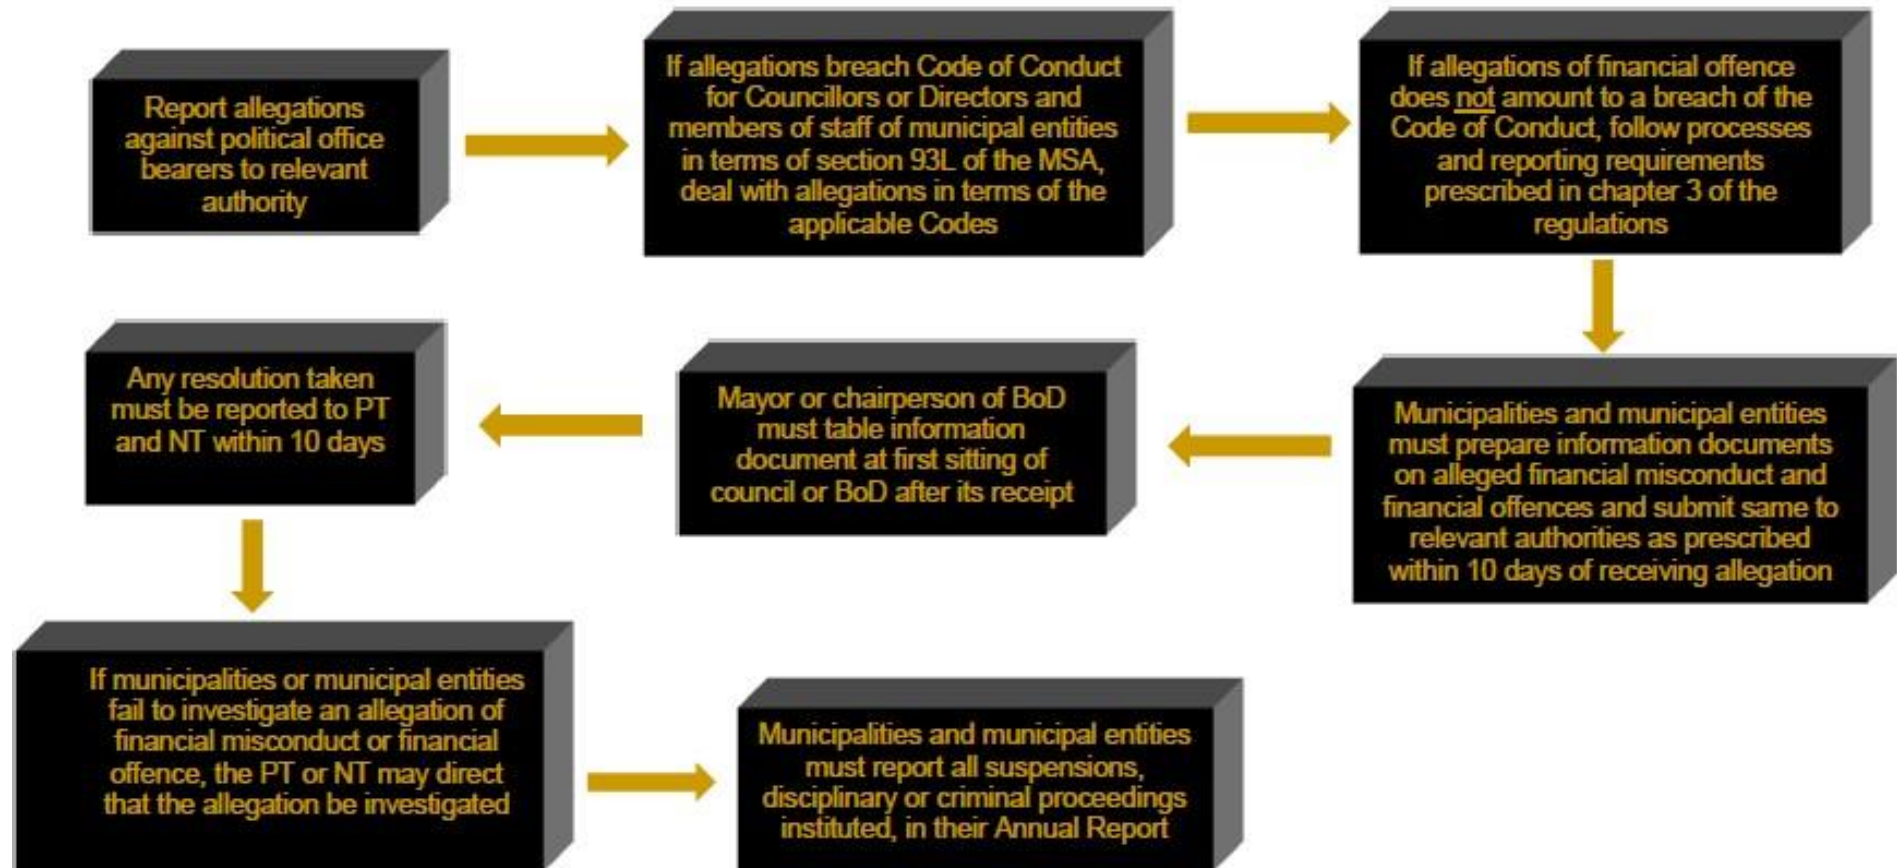 Report allegations
against political office
bearers to relevant
authority
If allegations breach Code of Conduct
for Councillors or Directors and
members of staff of municipal entities
in terms of section 93L of the MSA,
deal with allegations in terms of the
applicable Codes
If allegations of financial offence
does not amount to a breach of the
Code of Conduct, follow processes
and reporting requirements
prescribed in chapter 3 of the
regulations
Municipalities and municipal entities
must prepare information documents
on alleged financial misconduct and
financial offences and submit same to
relevant authorities as prescribed
within 10 days of receiving allegation
Mayor or chairperson of BoD
must table information
document at first sitting of
council or BoD after its receipt
Any resolution taken
must be reported to PT
and NT within 10 days
If municipalities or municipal entities
fail to investigate an allegation of
financial misconduct or financial
offence, the PT or NT may direct
that the allegation be investigated
Municipalities and municipal entities
must report all suspensions,
disciplinary or criminal proceedings
instituted, in their Annual Report